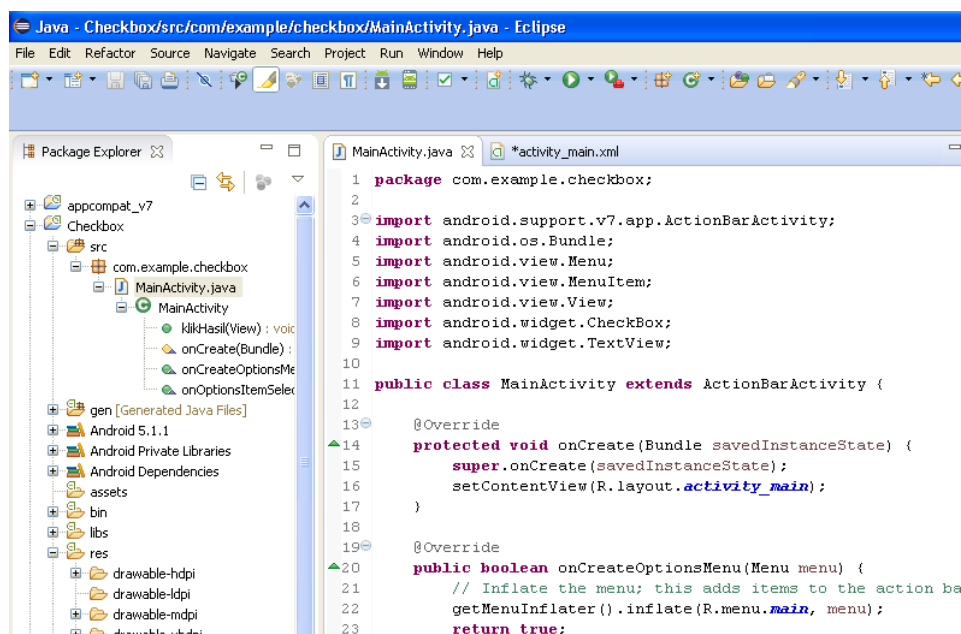 Java - Checkbox/src/com/example/checkbox/MainActivity.java - Eclipse
File Edit Refactor Source Navigate Search Project Run Window Help
Package Explorer
MainActivity.java
*activity_main.xml
appcompat_v7
Checkbox
src
com.example.checkbox
MainActivity.java
MainActivity
klikHasil(View) : voic
onCreate(Bundle) :
onCreateOptionsMe
onOptionsItemSelec
gen [Generated Java Files]
Android 5.1.1
Android Private Libraries
Android Dependencies
assets
bin
libs
res
drawable-hdpi
drawable-ldpi
drawable-mdpi
1 package com.example.checkbox;
2
3 import android.support.v7.app.ActionBarActivity;
4 import android.os.Bundle;
5 import android.view.Menu;
6 import android.view.MenuItem;
7 import android.view.View;
8 import android.widget.CheckBox;
9 import android.widget.TextView;
10
11 public class MainActivity extends ActionBarActivity {
12
13 @Override
14 protected void onCreate(Bundle savedInstanceState) {
15 super.onCreate(savedInstanceState);
16 setContentView(R.layout.activity_main);
17 }
18
19 @Override
20 public boolean onCreateOptionsMenu(Menu menu) {
21 // Inflate the menu; this adds items to the action ba
22 getMenuInflater().inflate(R.menu.main, menu);
23 return true;